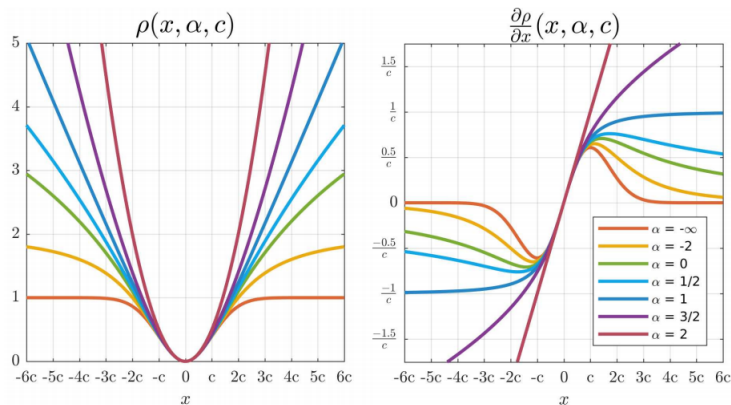 ρ(x, α, c)
5
4
3
2
1
0
-6c -5c -4c -3c -2c -c 0 c 2c 3c 4c 5c 6c
x
∂ρ/∂x (x, α, c)
1.5/c
1/c
0.5/c
0
-0.5/c
-1/c
-1.5/c
α = -∞
α = -2
α = 0
α = 1/2
α = 1
α = 3/2
α = 2
-6c -5c -4c -3c -2c -c 0 c 2c 3c 4c 5c 6c
x